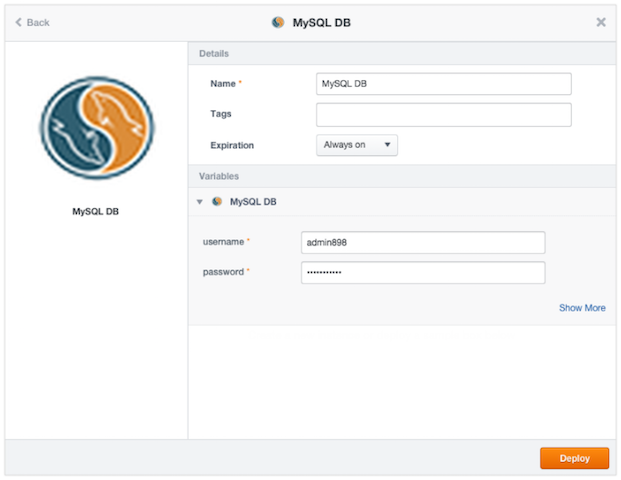 Back
MySQL DB
MySQL DB
Details
Name *
MySQL DB
Tags
Expiration
Always on
Variables
MySQL DB
username *
admin898
password *
•••••••••••
Show More
Deploy